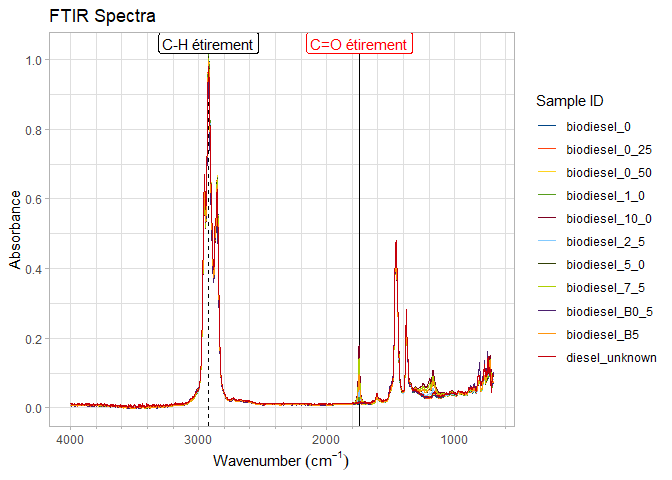 FTIR Spectra
C-H étirement
C=O étirement
1.0
0.8
0.6
0.4
0.2
0.0
Absorbance
4000
3000
2000
1000
Wavenumber (cm⁻¹)
Sample ID
biodiesel_0
biodiesel_0_25
biodiesel_0_50
biodiesel_1_0
biodiesel_10_0
biodiesel_2_5
biodiesel_5_0
biodiesel_7_5
biodiesel_B0_5
biodiesel_B5
diesel_unknown